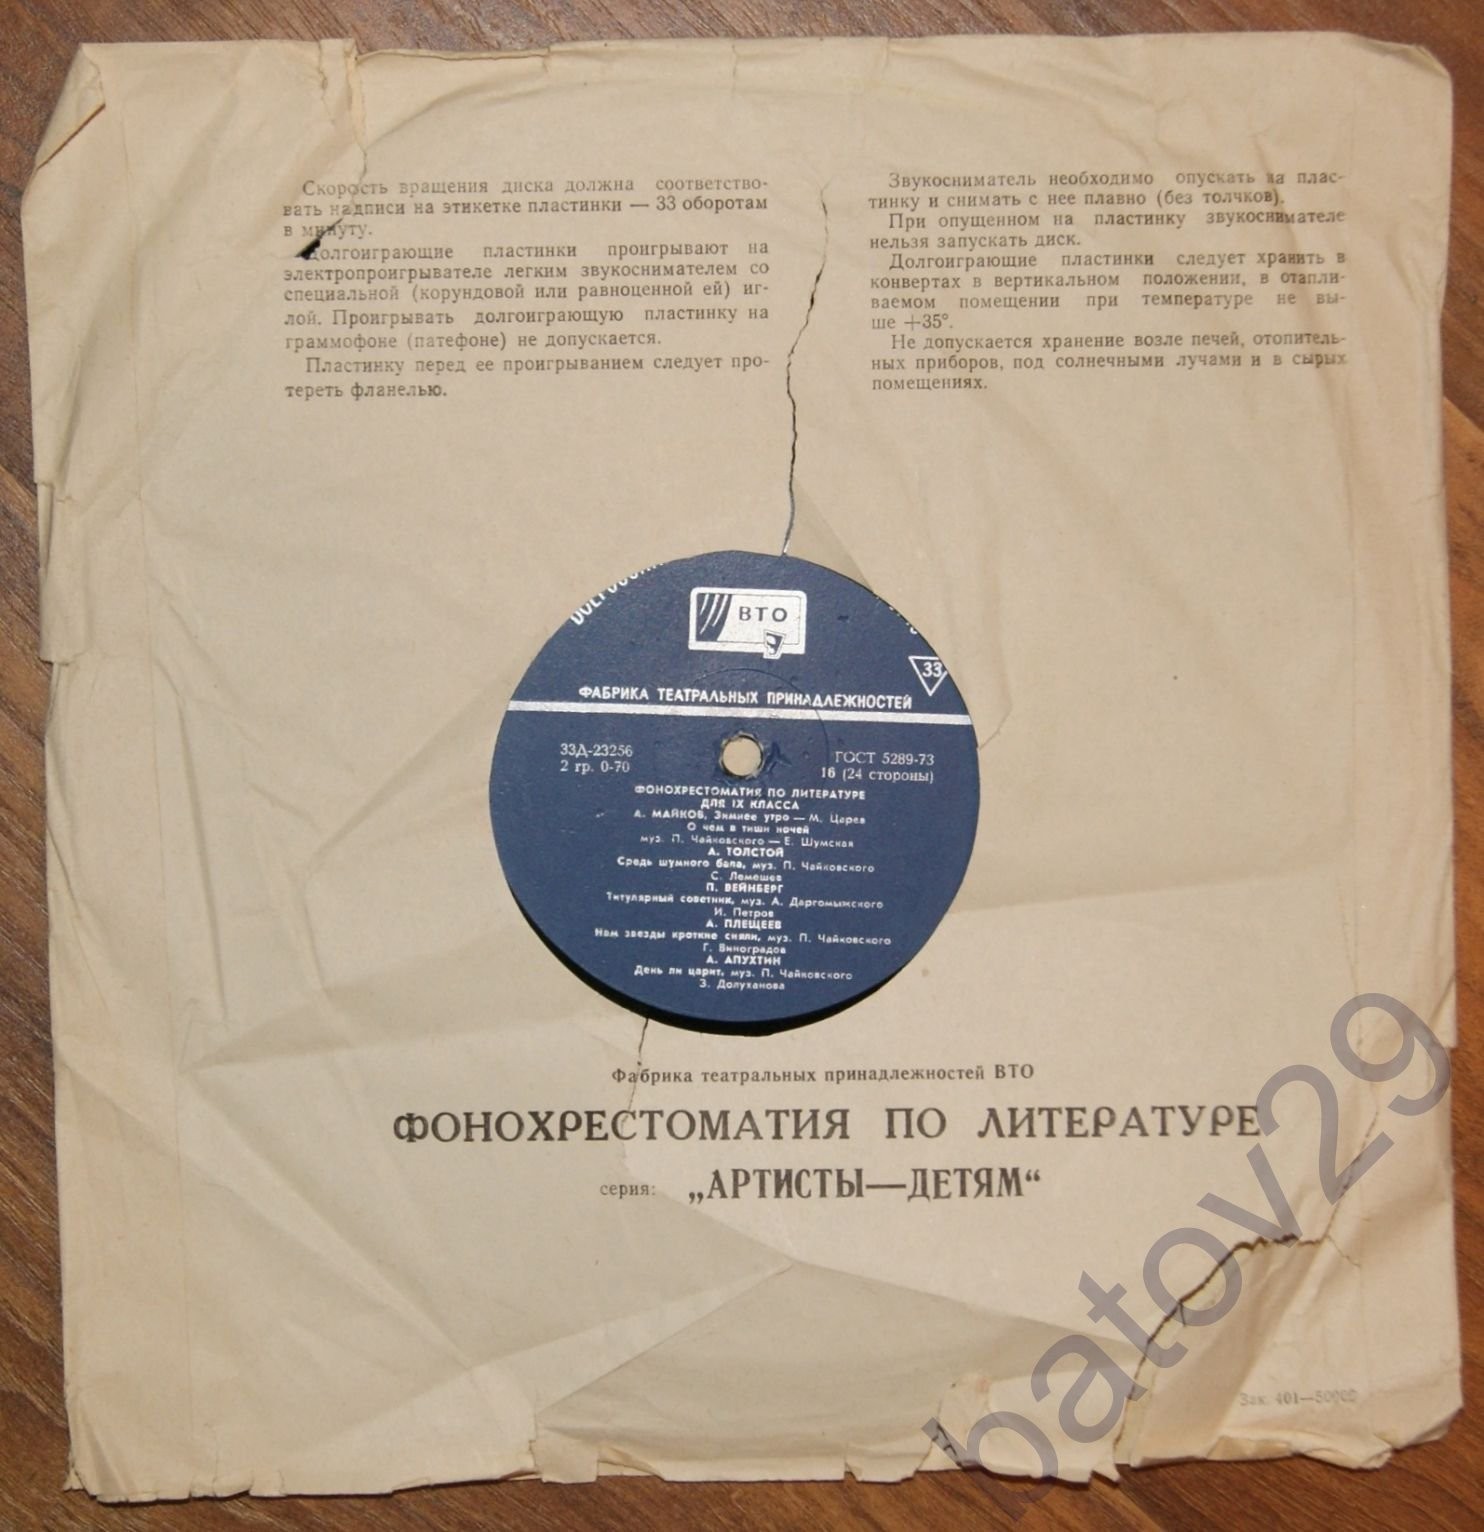 Скорость вращения диска должна соответство-
вать надписи на этикетке пластинки — 33 оборотам
в минуту.
Долгоиграющие пластинки проигрывают на
электропроигрывателе легким звукоснимателем со
специальной (корундовой или равноценной ей) иг-
лой. Проигрывать долгоиграющую пластинку на
граммофоне (патефоне) не допускается.
Пластинку перед ее проигрыванием следует про-
тереть фланелью.
Звукосниматель необходимо опускать на плас-
тинку и снимать с нее плавно (без толчков).
При опущенном на пластинку звукоснимателе
нельзя запускать диск.
Долгоиграющие пластинки следует хранить в
конвертах в вертикальном положении, в отапли-
ваемом помещении при температуре не вы-
ше +35°.
Не допускается хранение возле печей, отопитель-
ных приборов, под солнечными лучами и в сырых
помещениях.
ВТО
33
ФАБРИКА ТЕАТРАЛЬНЫХ ПРИНАДЛЕЖНОСТЕЙ
33Д-23256
2 гр. 0-70
ГОСТ 5289-73
16 (24 стороны)
ФОНОХРЕСТОМАТИЯ ПО ЛИТЕРАТУРЕ
ДЛЯ IX КЛАССА
А. МАЙКОВ, Зимнее утро — М. Царев
О чем в тиши ночей
муз. П. Чайковского — Е. Шумская
А. ТОЛСТОЙ
Средь шумного бала, муз. П. Чайковского
С. Лемешев
П. ВЕЙНБЕРГ
Титулярный советник, муз. А. Даргомыжского
И. Петров
А. ПЛЕЩЕЕВ
Нам звезды кроткие сияли, муз. П. Чайковского
Г. Виноградов
А. АПУХТИН
День ли царит, муз. П. Чайковского
З. Долуханова
Фабрика театральных принадлежностей ВТО
ФОНОХРЕСТОМАТИЯ ПО ЛИТЕРАТУРЕ
серия: „АРТИСТЫ—ДЕТЯМ“
Зак. 401—50000
batov29